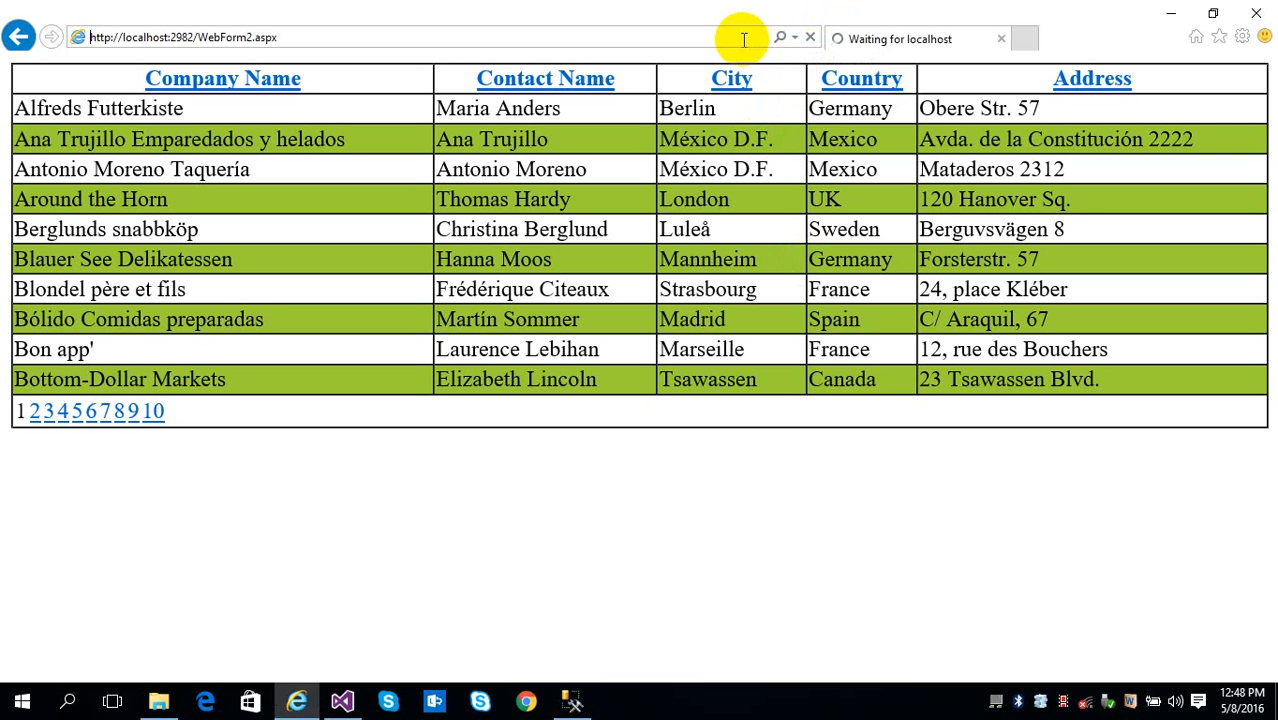 http://localhost:2982/WebForm2.aspx Waiting for localhost
Company Name Contact Name City Country Address
Alfreds Futterkiste Maria Anders Berlin Germany Obere Str. 57
Ana Trujillo Emparedados y helados Ana Trujillo México D.F. Mexico Avda. de la Constitución 2222
Antonio Moreno Taquería Antonio Moreno México D.F. Mexico Mataderos 2312
Around the Horn Thomas Hardy London UK 120 Hanover Sq.
Berglunds snabbköp Christina Berglund Luleå Sweden Berguvsvägen 8
Blauer See Delikatessen Hanna Moos Mannheim Germany Forsterstr. 57
Blondel père et fils Frédérique Citeaux Strasbourg France 24, place Kléber
Bólido Comidas preparadas Martín Sommer Madrid Spain C/ Araquil, 67
Bon app' Laurence Lebihan Marseille France 12, rue des Bouchers
Bottom-Dollar Markets Elizabeth Lincoln Tsawassen Canada 23 Tsawassen Blvd.
1 2 3 4 5 6 7 8 9 10
12:48 PM
5/8/2016